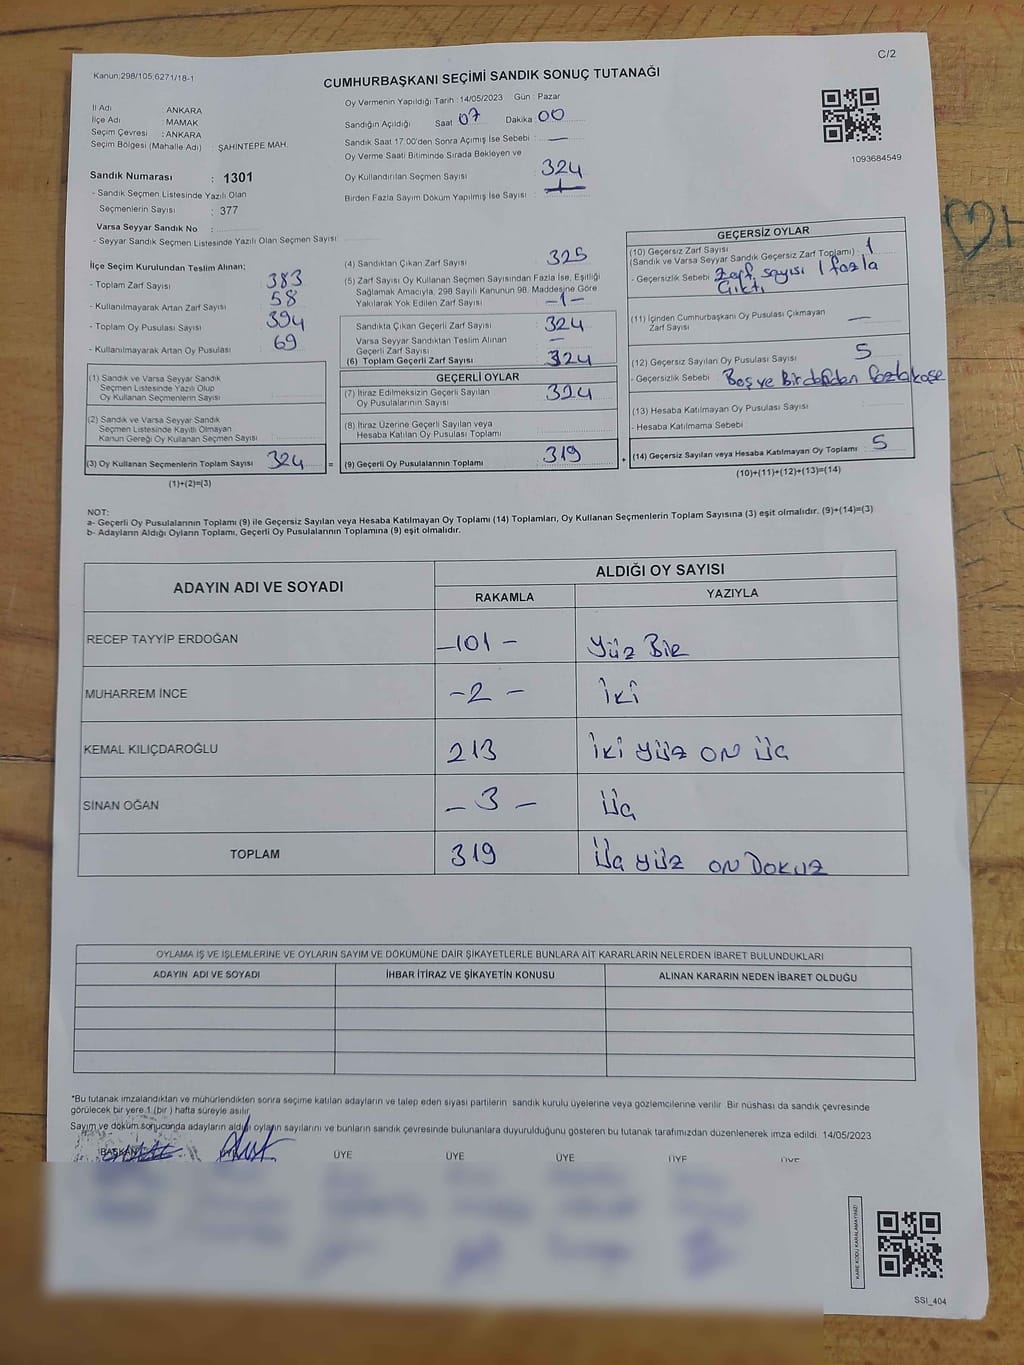 Kanun:298/105;6271/18-1
C/2
CUMHURBAŞKANI SEÇİMİ SANDIK SONUÇ TUTANAĞI
İl Adı : ANKARA
İlçe Adı : MAMAK
Seçim Çevresi : ANKARA
Seçim Bölgesi (Mahalle Adı) : ŞAHİNTEPE MAH.
Oy Vermenin Yapıldığı Tarih : 14/05/2023 Gün : Pazar
Sandığın Açıldığı Saat 07 Dakika 00
Sandık Saat 17.00'den Sonra Açılmış İse Sebebi : —
Oy Verme Saati Bitiminde Sırada Bekleyen ve
Oy Kullandırılan Seçmen Sayısı 324
Birden Fazla Sayım Döküm Yapılmış İse Sayısı :
1093684549
Sandık Numarası : 1301
- Sandık Seçmen Listesinde Yazılı Olan
Seçmenlerin Sayısı : 377
Varsa Seyyar Sandık No :
- Seyyar Sandık Seçmen Listesinde Yazılı Olan Seçmen Sayısı:
İlçe Seçim Kurulundan Teslim Alınan:
- Toplam Zarf Sayısı : 383
- Kullanılmayarak Artan Zarf Sayısı : 58
- Toplam Oy Pusulası Sayısı : 394
- Kullanılmayarak Artan Oy Pusulası : 69
(1) Sandık ve Varsa Seyyar Sandık
Seçmen Listesinde Yazılı Olup
Oy Kullanan Seçmenlerin Sayısı :
(2) Sandık ve Varsa Seyyar Sandık
Seçmen Listesinde Kayıtlı Olmayan
Kanun Gereği Oy Kullanan Seçmen Sayısı :
(3) Oy Kullanan Seçmenlerin Toplam Sayısı : 324 =
(1)+(2)=(3)
(4) Sandıktan Çıkan Zarf Sayısı : 325
(5) Zarf Sayısı Oy Kullanan Seçmen Sayısından Fazla İse, Eşitliği
Sağlamak Amacıyla, 298 Sayılı Kanunun 98. Maddesine Göre
Yakılarak Yok Edilen Zarf Sayısı : -1-
Sandıkta Çıkan Geçerli Zarf Sayısı : 324
Varsa Seyyar Sandıktan Teslim Alınan
Geçerli Zarf Sayısı : —
(6) Toplam Geçerli Zarf Sayısı : 324
GEÇERLİ OYLAR
(7) İtiraz Edilmeksizin Geçerli Sayılan
Oy Pusulalarının Sayısı : 324
(8) İtiraz Üzerine Geçerli Sayılan veya
Hesaba Katılan Oy Pusulası Toplamı :
(9) Geçerli Oy Pusulalarının Toplamı : 319 +
GEÇERSİZ OYLAR
(10) Geçersiz Zarf Sayısı
(Sandık ve Varsa Seyyar Sandık Geçersiz Zarf Toplamı) : 1
- Geçersizlik Sebebi : Zarf sayısı 1 fazla
Çıktı
(11) İçinden Cumhurbaşkanı Oy Pusulası Çıkmayan
Zarf Sayısı : —
(12) Geçersiz Sayılan Oy Pusulası Sayısı : 5
- Geçersizlik Sebebi : Boş ve Birden
(13) Hesaba Katılmayan Oy Pusulası Sayısı :
- Hesaba Katılmama Sebebi :
(14) Geçersiz Sayılan veya Hesaba Katılmayan Oy Toplamı : 5
(10)+(11)+(12)+(13)=(14)
NOT:
a- Geçerli Oy Pusulalarının Toplamı (9) ile Geçersiz Sayılan veya Hesaba Katılmayan Oy Toplamı (14) Toplamları, Oy Kullanan Seçmenlerin Toplam Sayısına (3) eşit olmalıdır. (9)+(14)=(3)
b- Adayların Aldığı Oyların Toplamı, Geçerli Oy Pusulalarının Toplamına (9) eşit olmalıdır.
ADAYIN ADI VE SOYADI
ALDIĞI OY SAYISI
RAKAMLA YAZIYLA
RECEP TAYYİP ERDOĞAN -101- Yüz BİR
MUHARREM İNCE -2- İKİ
KEMAL KILIÇDAROĞLU 213 İKİ YÜZ ON ÜÇ
SİNAN OĞAN -3- ÜÇ
TOPLAM 319 ÜÇ YÜZ ON DOKUZ
OYLAMA İŞ VE İŞLEMLERİNE VE OYLARIN SAYIM VE DÖKÜMÜNE DAİR ŞİKAYETLERLE BUNLARA AİT KARARLARIN NELERDEN İBARET BULUNDUKLARI
ADAYIN ADI VE SOYADI İHBAR İTİRAZ VE ŞİKAYETİN KONUSU ALINAN KARARIN NEDEN İBARET OLDUĞU
*Bu tutanak imzalandıktan ve mühürlendikten sonra seçime katılan adayların ve talep eden siyasi partilerin sandık kurulu üyelerine veya gözlemcilerine verilir. Bir nüshası da sandık çevresinde
görülecek bir yere 1 (bir ) hafta süreyle asılır.
Sayım ve döküm sonucunda adayların aldığı oyların sayılarını ve bunların sandık çevresinde bulunanlara duyurulduğunu gösteren bu tutanak tarafımızdan düzenlenerek imza edildi. 14/05/2023
BAŞKAN ÜYE ÜYE ÜYE ÜYE ÜYE
KARE KODU KARALAMAYINIZ!
SSİ_404